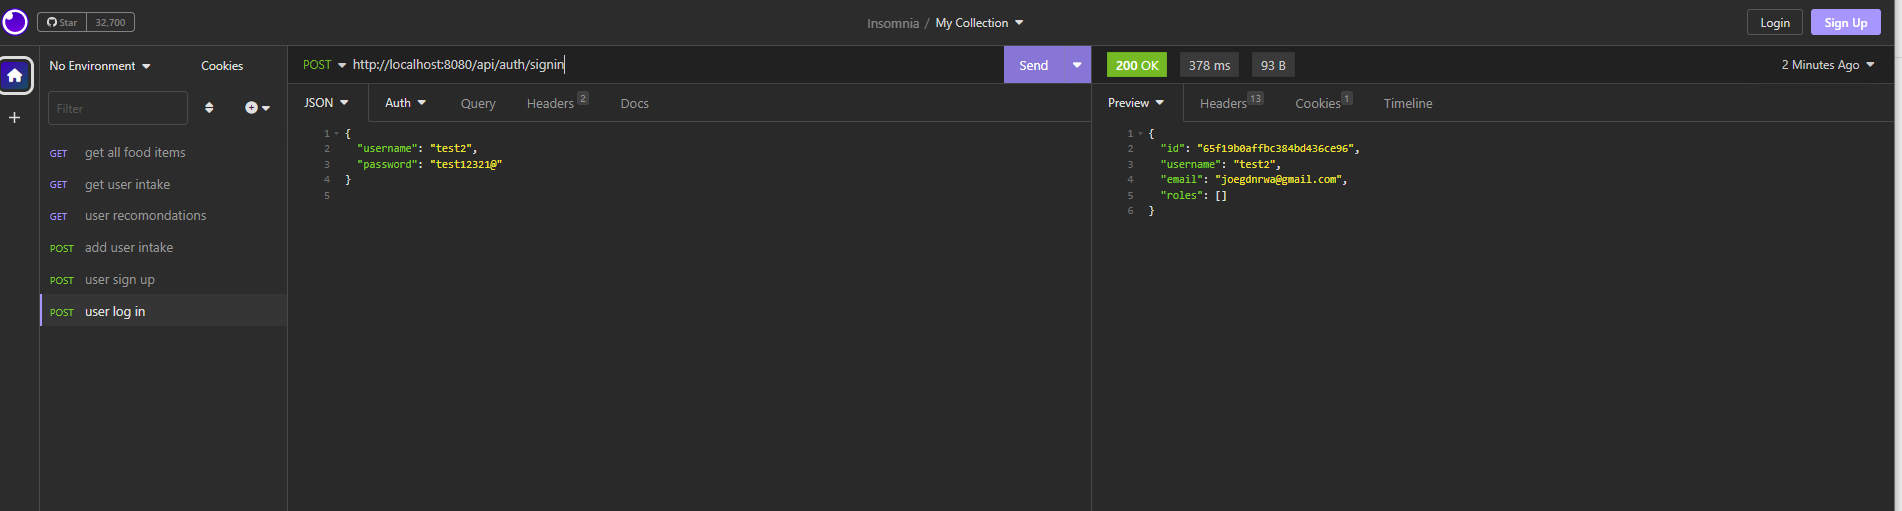 Star 32,700
Insomnia / My Collection
Login
Sign Up
No Environment
Cookies
Filter
GET get all food items
GET get user intake
GET user recomondations
POST add user intake
POST user sign up
POST user log in
POST http://localhost:8080/api/auth/signin
Send
JSON Auth Query Headers 2 Docs
1 {
2 "username": "test2",
3 "password": "test12321@"
4 }
5
200 OK 378 ms 93 B
2 Minutes Ago
Preview Headers 13 Cookies 1 Timeline
1 {
2 "id": "65f19b0affbc384bd436ce96",
3 "username": "test2",
4 "email": "joegdnrwa@gmail.com",
5 "roles": []
6 }